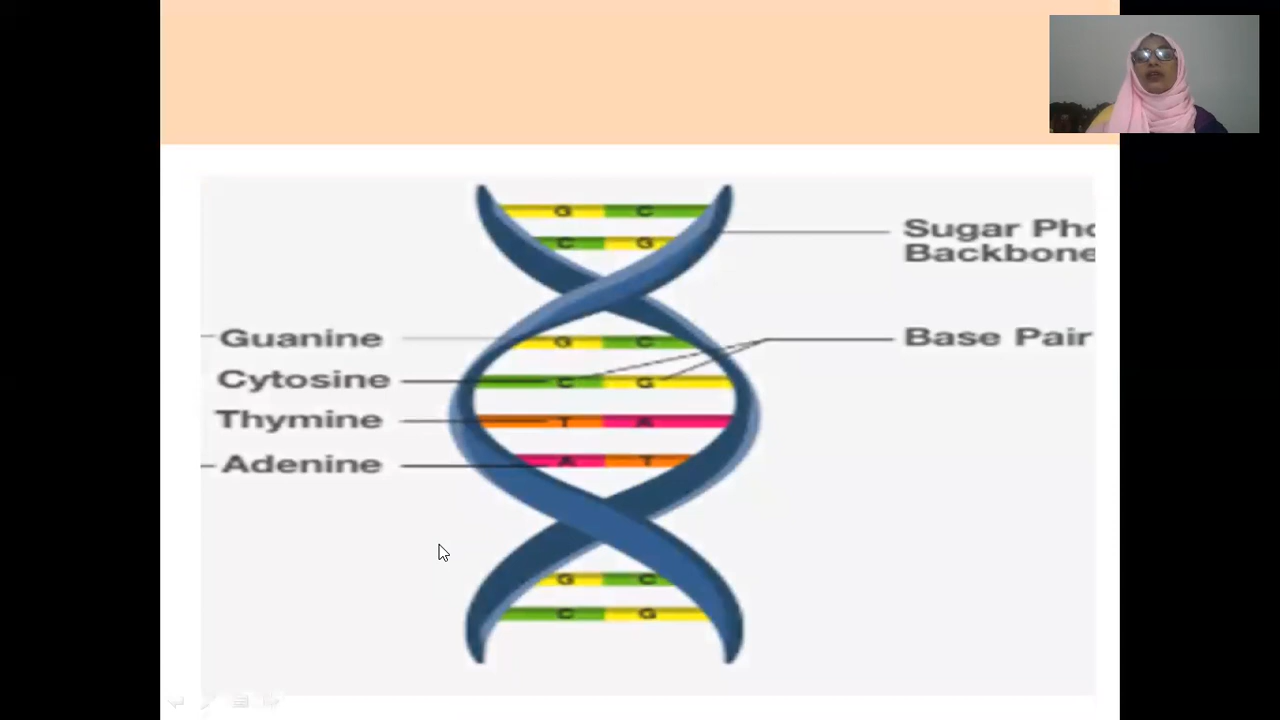 G C
C G
Sugar Pho
Backbone
Guanine
G C
Base Pair
Cytosine
C G
Thymine
T A
Adenine
A T
G C
C G